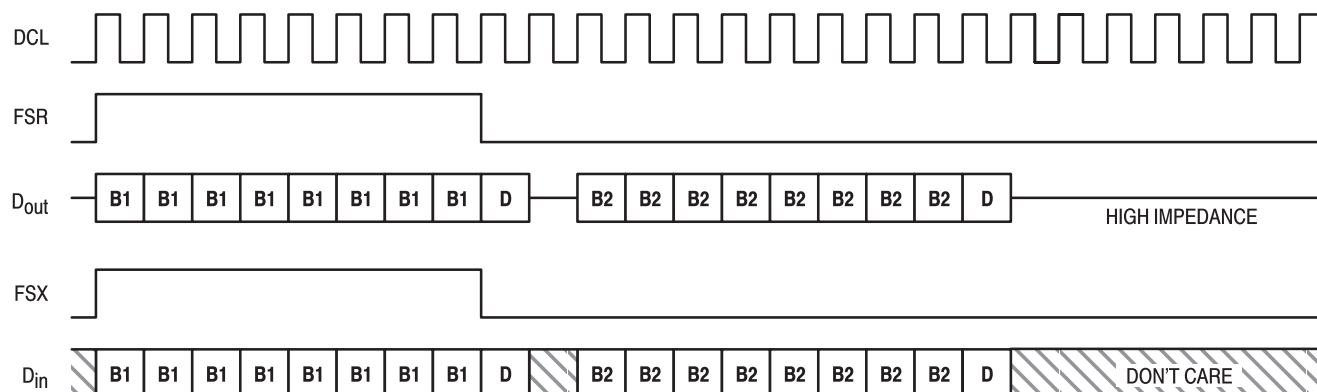 DCL
FSR
Dout B1 B1 B1 B1 B1 B1 B1 B1 D B2 B2 B2 B2 B2 B2 B2 B2 D
HIGH IMPEDANCE
FSX
Din B1 B1 B1 B1 B1 B1 B1 B1 D B2 B2 B2 B2 B2 B2 B2 B2 D DON'T CARE